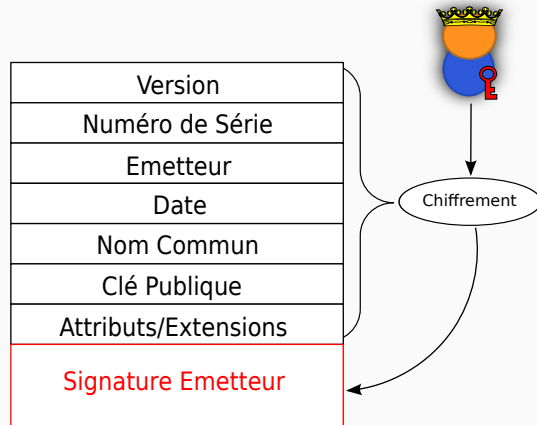 Version
Numéro de Série
Emetteur
Date
Nom Commun
Clé Publique
Attributs/Extensions
Signature Emetteur
Chiffrement